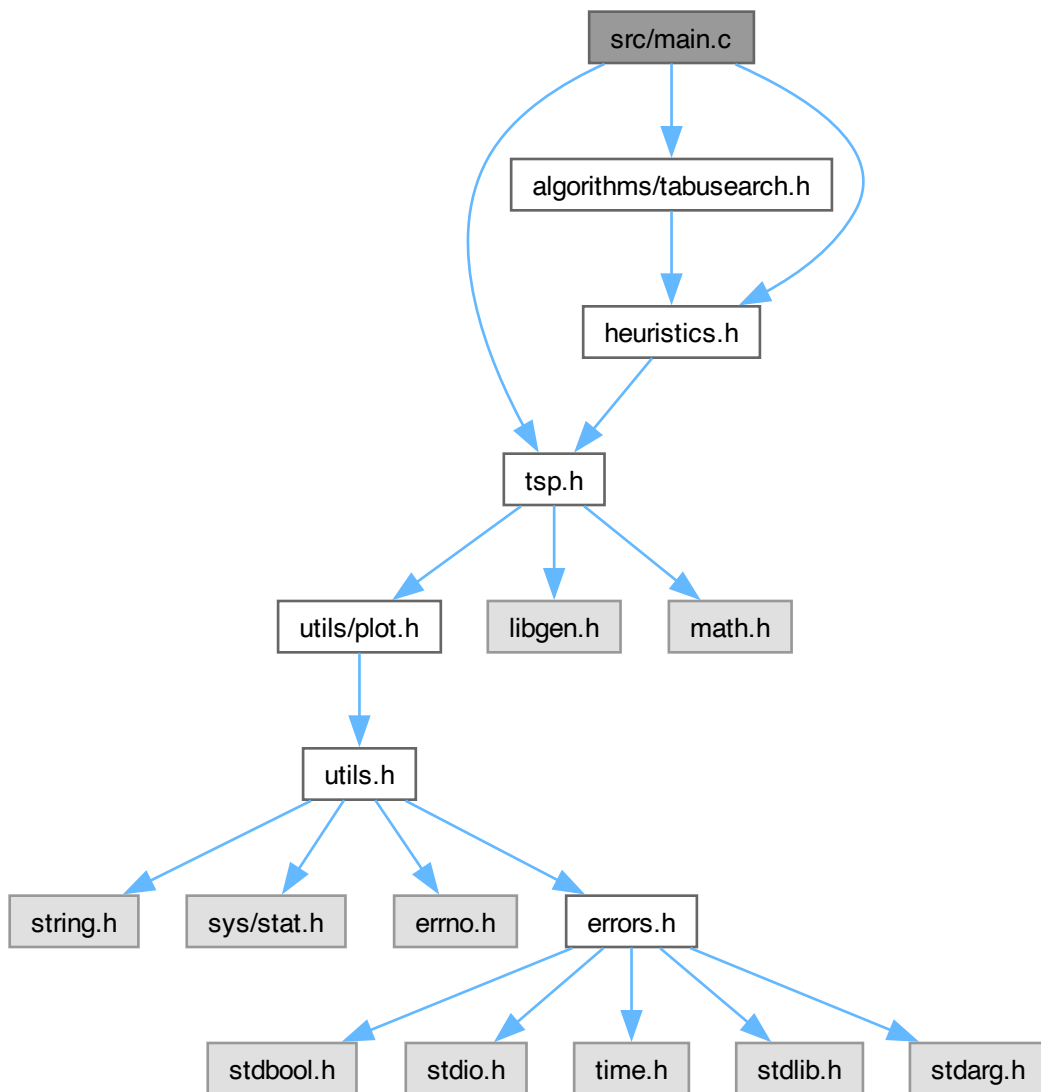 src/main.c
algorithms/tabusearch.h
heuristics.h
tsp.h
utils/plot.h
libgen.h
math.h
utils.h
string.h
sys/stat.h
errno.h
errors.h
stdbool.h
stdio.h
time.h
stdlib.h
stdarg.h